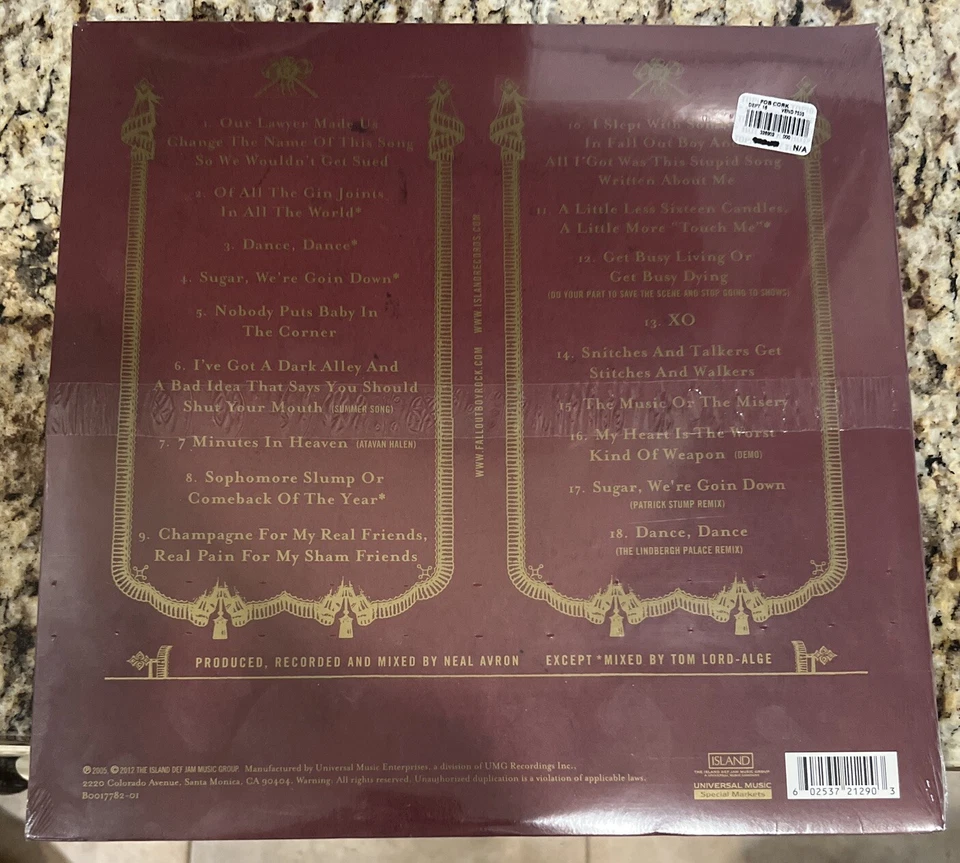 1. Our Lawyer Made Us
Change The Name Of This Song
So We Wouldn't Get Sued
2. Of All The Gin Joints
In All The World*
3. Dance, Dance*
4. Sugar, We're Goin Down*
5. Nobody Puts Baby In
The Corner
6. I've Got A Dark Alley And
A Bad Idea That Says You Should
Shut Your Mouth (SUMMER SONG)
7. 7 Minutes In Heaven (ATAVAN HALEN)
8. Sophomore Slump Or
Comeback Of The Year*
9. Champagne For My Real Friends,
Real Pain For My Sham Friends
WWW.FALLOUTBOYROCK.COM WWW.ISLANDRECORDS.COM
10. I Slept With
In Fall Out Boy And
All I Got Was This Stupid Song
Written About Me
11. A Little Less Sixteen Candles,
A Little More "Touch Me"*
12. Get Busy Living Or
Get Busy Dying
(DO YOUR PART TO SAVE THE SCENE AND STOP GOING TO SHOWS)
13. XO
14. Snitches And Talkers Get
Stitches And Walkers
15. The Music Or The Misery
16. My Heart Is The Worst
Kind Of Weapon (DEMO)
17. Sugar, We're Goin Down
(PATRICK STUMP REMIX)
18. Dance, Dance
(THE LINDBERGH PALACE REMIX)
FOB CORK
DEPT 18
N/A
PRODUCED, RECORDED AND MIXED BY NEAL AVRON EXCEPT *MIXED BY TOM LORD-ALGE
℗2005, ©2012 THE ISLAND DEF JAM MUSIC GROUP. Manufactured by Universal Music Enterprises, a division of UMG Recordings Inc.,
2220 Colorado Avenue, Santa Monica, CA 90404. Warning: All rights reserved. Unauthorized duplication is a violation of applicable laws.
B0017782-01
ISLAND
THE ISLAND DEF JAM MUSIC GROUP
UNIVERSAL MUSIC
Special Markets
6 02537 21290 3